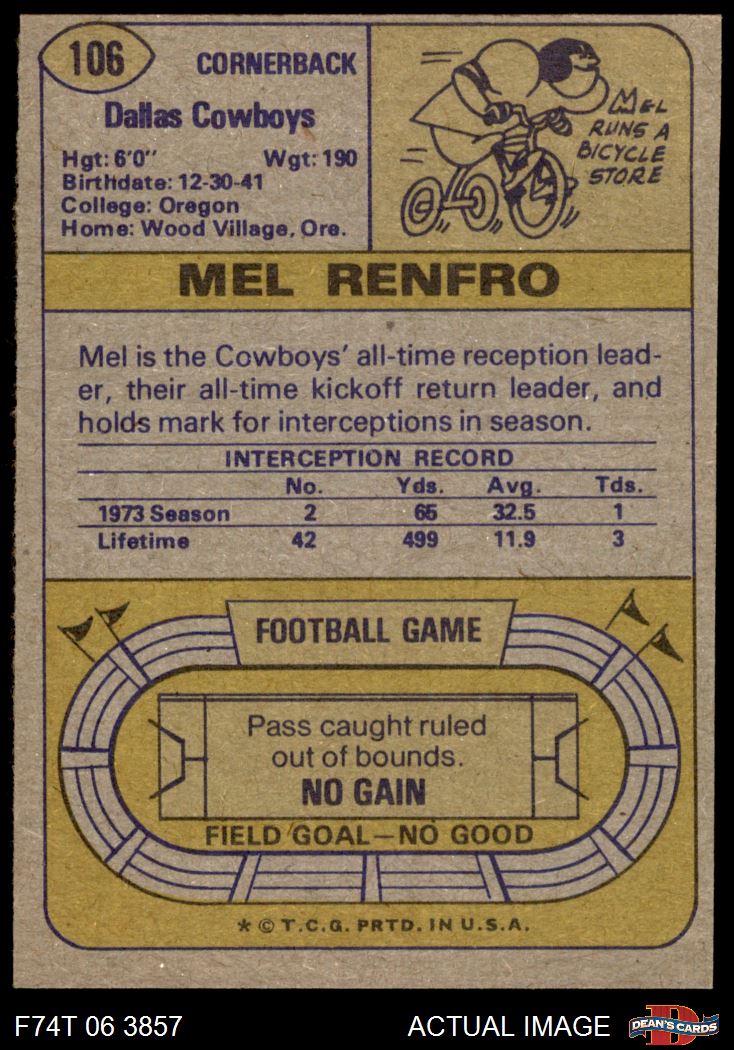 106
CORNERBACK
Dallas Cowboys
Hgt: 6'0" Wgt: 190
Birthdate: 12-30-41
College: Oregon
Home: Wood Village, Ore.
MEL
RUNS A
BICYCLE
STORE
MEL RENFRO
Mel is the Cowboys' all-time reception lead-
er, their all-time kickoff return leader, and
holds mark for interceptions in season.
INTERCEPTION RECORD
No. Yds. Avg. Tds.
1973 Season 2 65 32.5 1
Lifetime 42 499 11.9 3
FOOTBALL GAME
Pass caught ruled
out of bounds.
NO GAIN
FIELD GOAL—NO GOOD
* © T.C.G. PRTD. IN U.S.A.
F74T 06 3857 ACTUAL IMAGE
DEAN'S CARDS